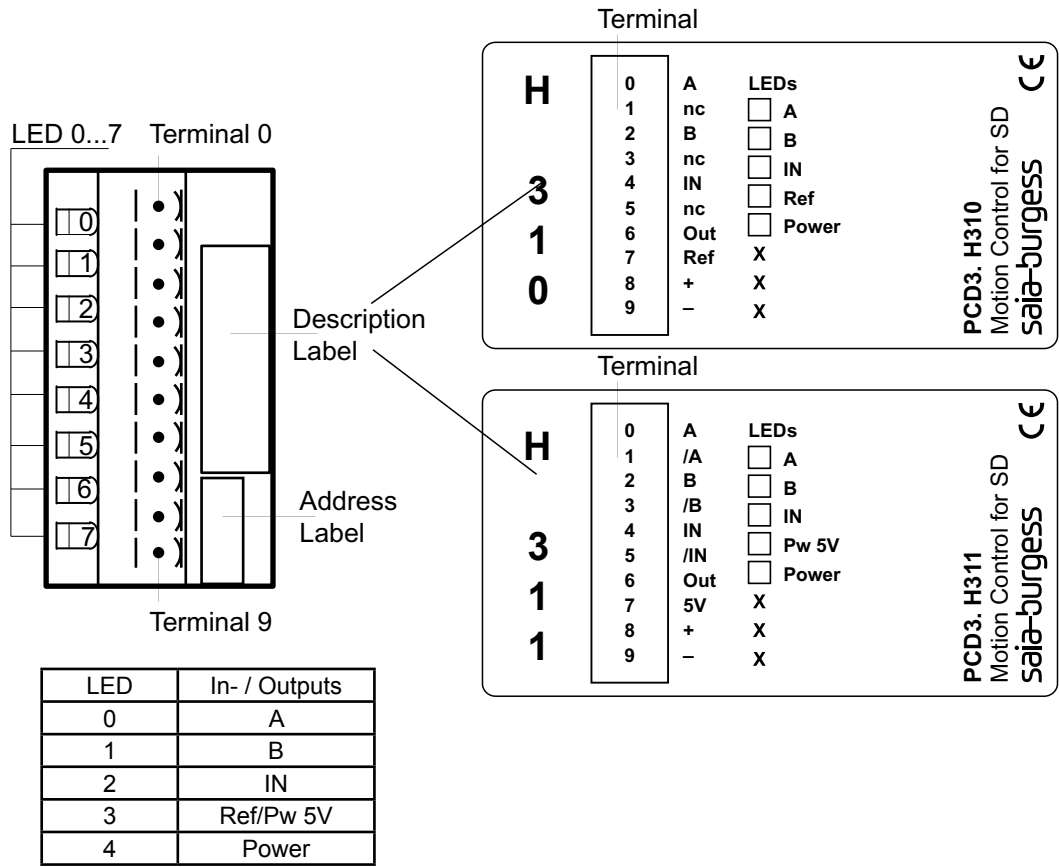 LED 0...7
Terminal 0
0
1
2
3
4
5
6
7
Terminal 9
Description
Label
Address
Label
Terminal
H
3
1
0
0 A LEDs
1 nc A
2 B B
3 nc IN
4 IN Ref
5 nc Power
6 Out X
7 Ref X
8 + X
9 –
PCD3. H310
Motion Control for SD
saia-burgess
CE
Terminal
H
3
1
1
0 A LEDs
1 /A A
2 B B
3 /B IN
4 IN Pw 5V
5 /IN Power
6 Out X
7 5V X
8 + X
9 –
PCD3. H311
Motion Control for SD
saia-burgess
CE
LED In- / Outputs
0 A
1 B
2 IN
3 Ref/Pw 5V
4 Power